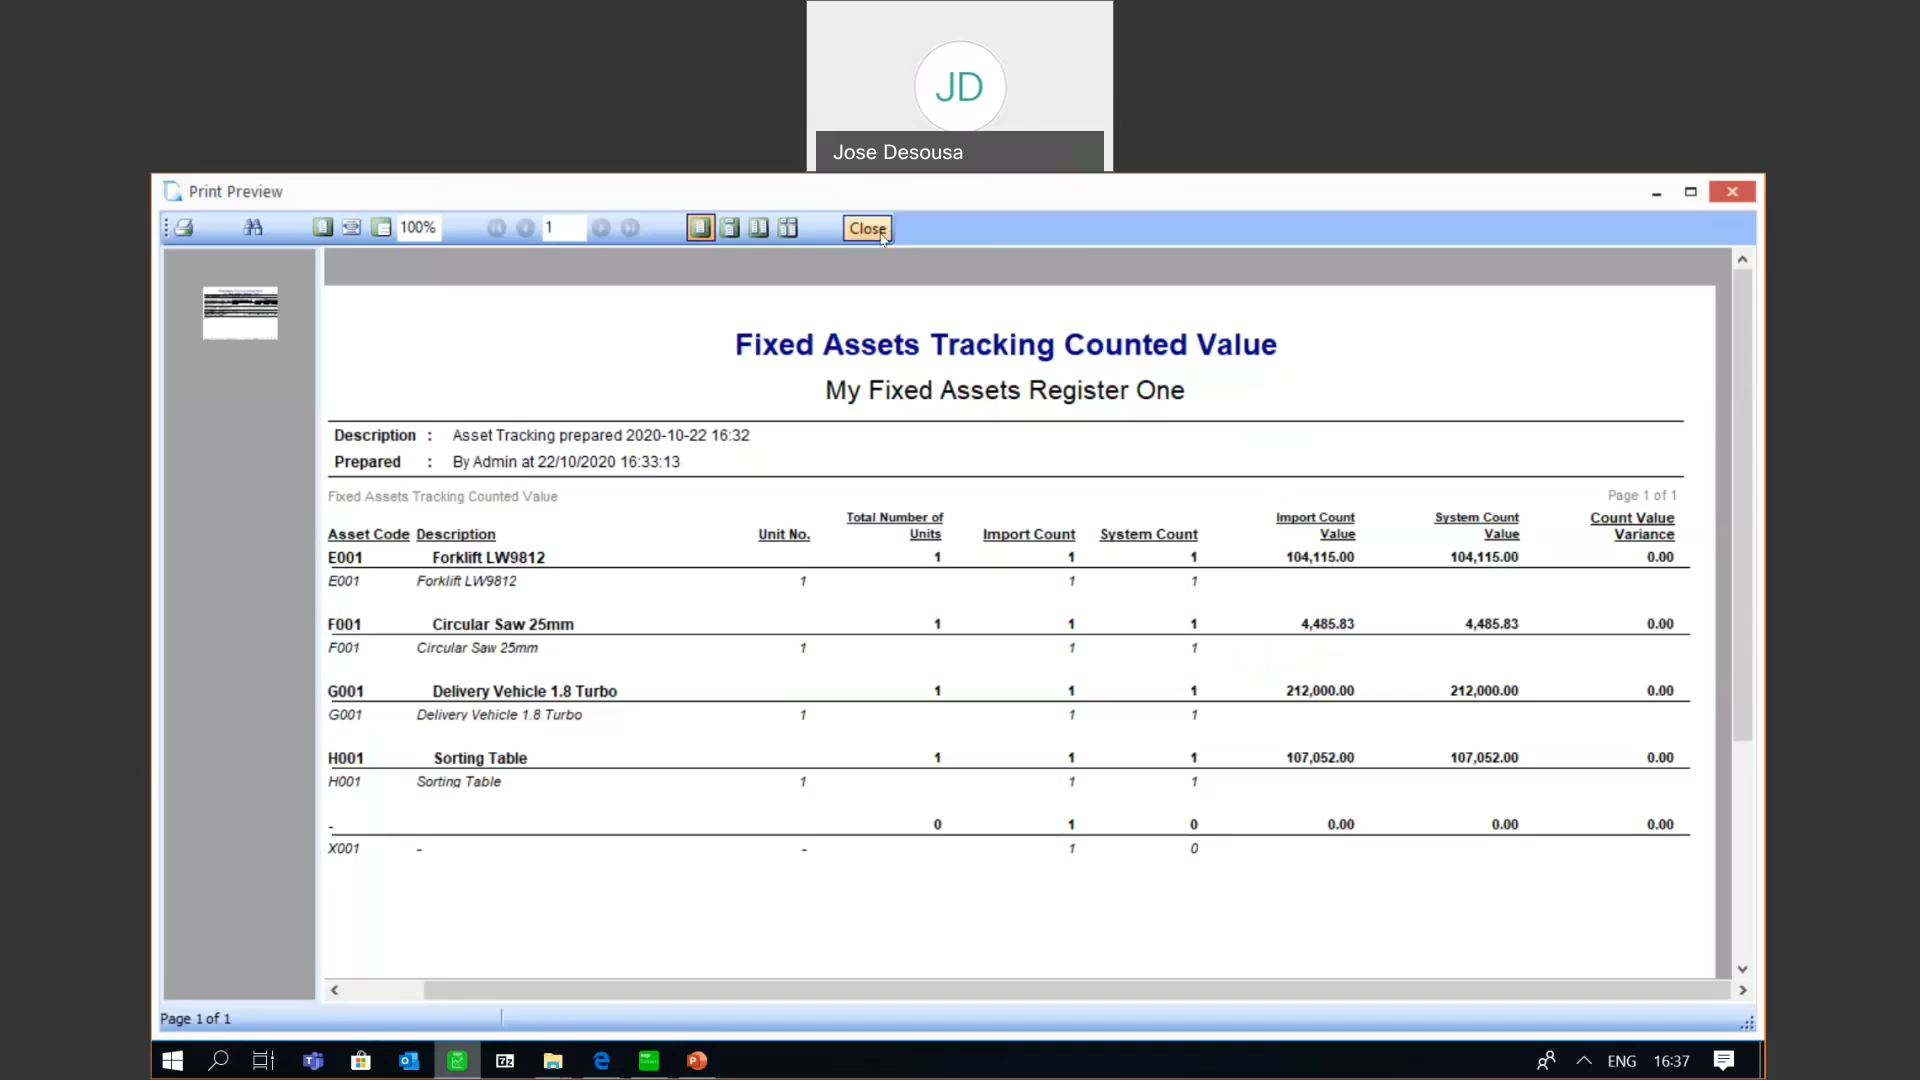 JD
Jose Desousa
Print Preview
100%
1
Close
Fixed Assets Tracking Counted Value
My Fixed Assets Register One
Description : Asset Tracking prepared 2020-10-22 16:32
Prepared : By Admin at 22/10/2020 16:33:13
Fixed Assets Tracking Counted Value Page 1 of 1
Asset Code Description Unit No. Total Number of Units Import Count System Count Import Count Value System Count Value Count Value Variance
E001 Forklift LW9812 1 1 1 104,115.00 104,115.00 0.00
E001 Forklift LW9812 1 1 1
F001 Circular Saw 25mm 1 1 1 4,485.83 4,485.83 0.00
F001 Circular Saw 25mm 1 1 1
G001 Delivery Vehicle 1.8 Turbo 1 1 1 212,000.00 212,000.00 0.00
G001 Delivery Vehicle 1.8 Turbo 1 1 1
H001 Sorting Table 1 1 1 107,052.00 107,052.00 0.00
H001 Sorting Table 1 1 1
- 0 1 0 0.00 0.00 0.00
X001 - - 1 0
Page 1 of 1
7z
ENG 16:37